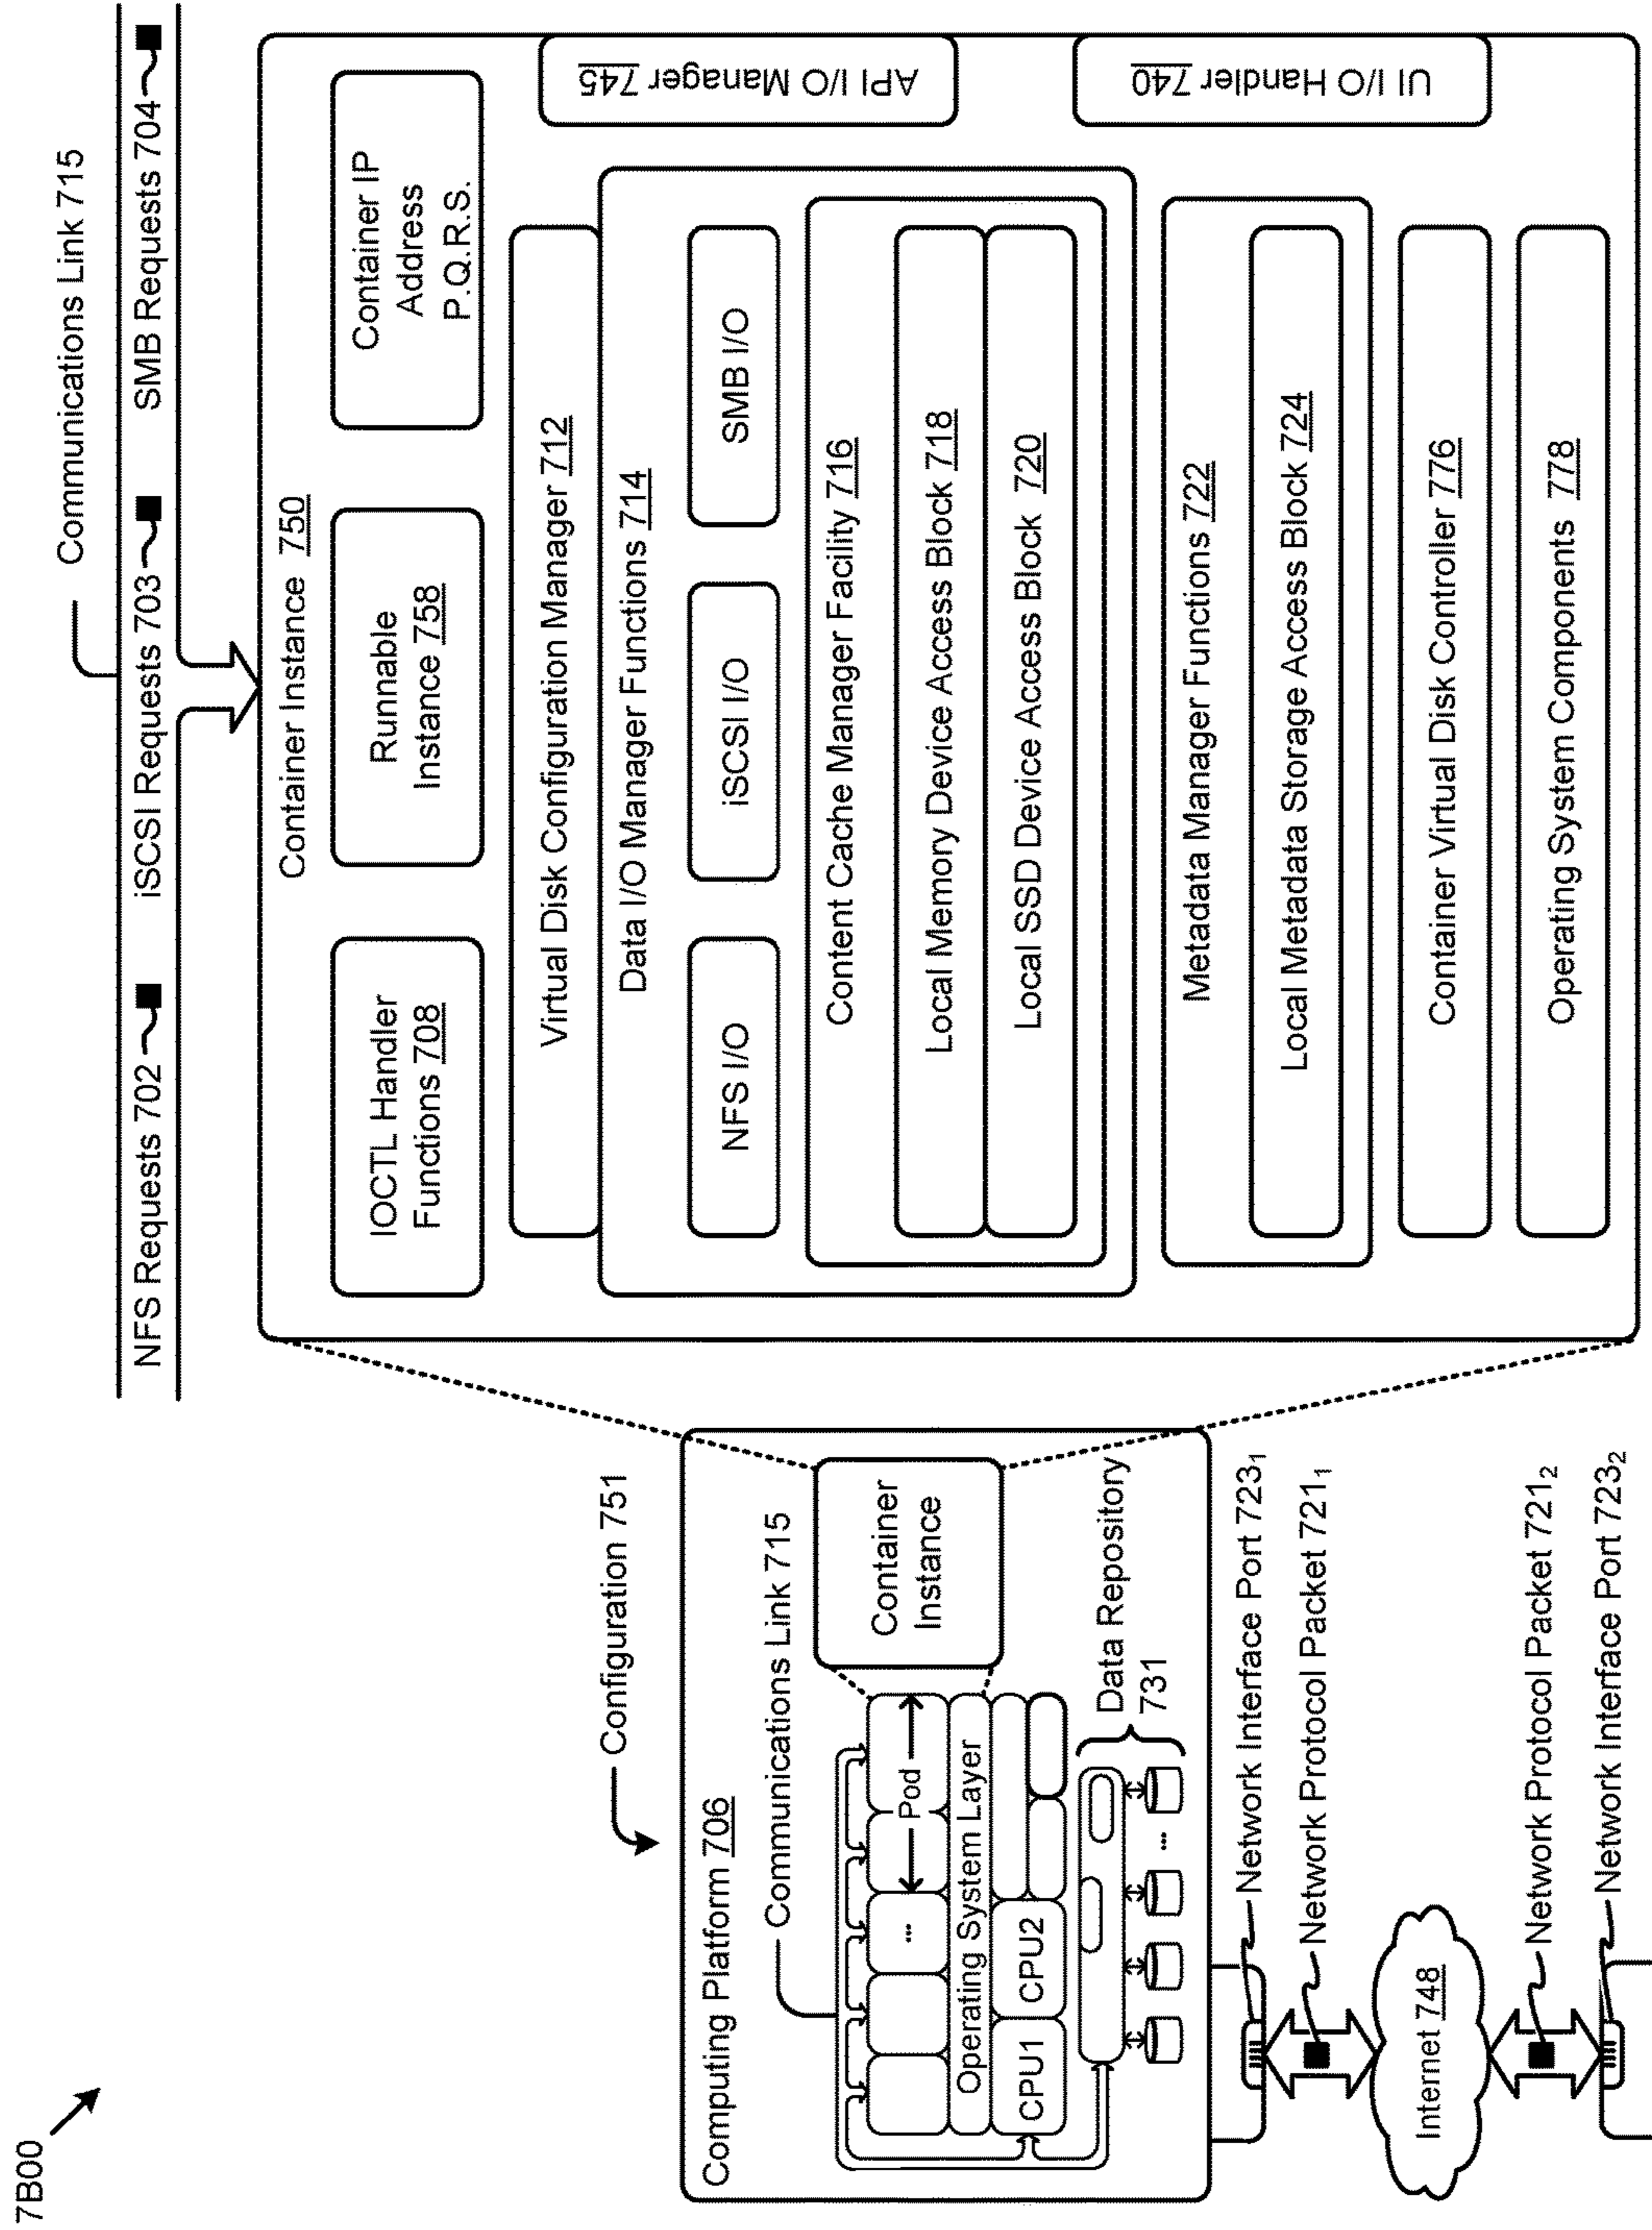 7B00
Communications Link 715
NFS Requests 702
iSCSI Requests 703
SMB Requests 704
Container Instance 750
IOCTL Handler
Functions 708
Runnable
Instance 758
Container IP
Address
P.Q.R.S.
Virtual Disk Configuration Manager 712
Data I/O Manager Functions 714
NFS I/O
iSCSI I/O
SMB I/O
Content Cache Manager Facility 716
Local Memory Device Access Block 718
Local SSD Device Access Block 720
Metadata Manager Functions 722
Local Metadata Storage Access Block 724
Container Virtual Disk Controller 776
Operating System Components 778
API I/O Manager 745
UI I/O Handler 740
Configuration 751
Computing Platform 706
Communications Link 715
Container
Instance
...
Pod
Operating System Layer
CPU1
CPU2
Data Repository
731
...
Network Interface Port 723₁
Network Protocol Packet 721₁
Internet 748
Network Protocol Packet 721₂
Network Interface Port 723₂